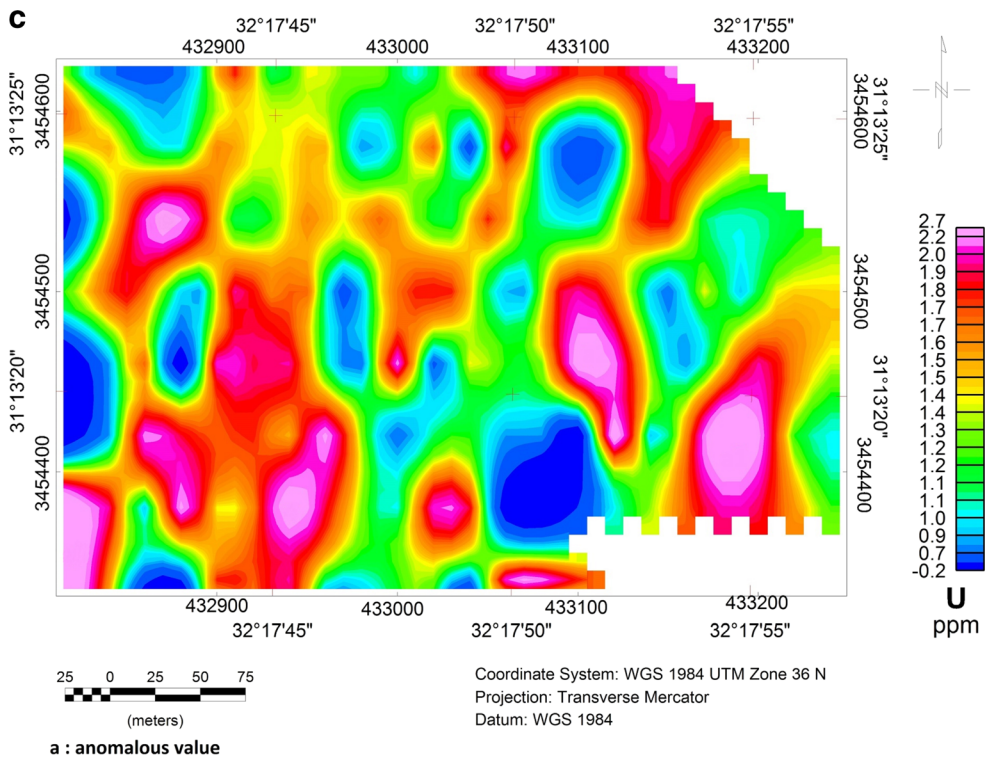 c
32°17'45" 32°17'50" 32°17'55"
432900 433000 433100 433200
31°13'25" 3454600
3454600 31°13'25"
3454500
3454500
31°13'20"
31°13'20"
3454400
3454400
432900 433000 433100 433200
32°17'45" 32°17'50" 32°17'55"
N
2.7
2.2
2.0
1.9
1.8
1.7
1.6
1.6
1.5
1.4
1.4
1.3
1.2
1.2
1.1
1.1
1.0
0.9
0.7
-0.2
U
ppm
25 0 25 50 75
(meters)
a : anomalous value
Coordinate System: WGS 1984 UTM Zone 36 N
Projection: Transverse Mercator
Datum: WGS 1984